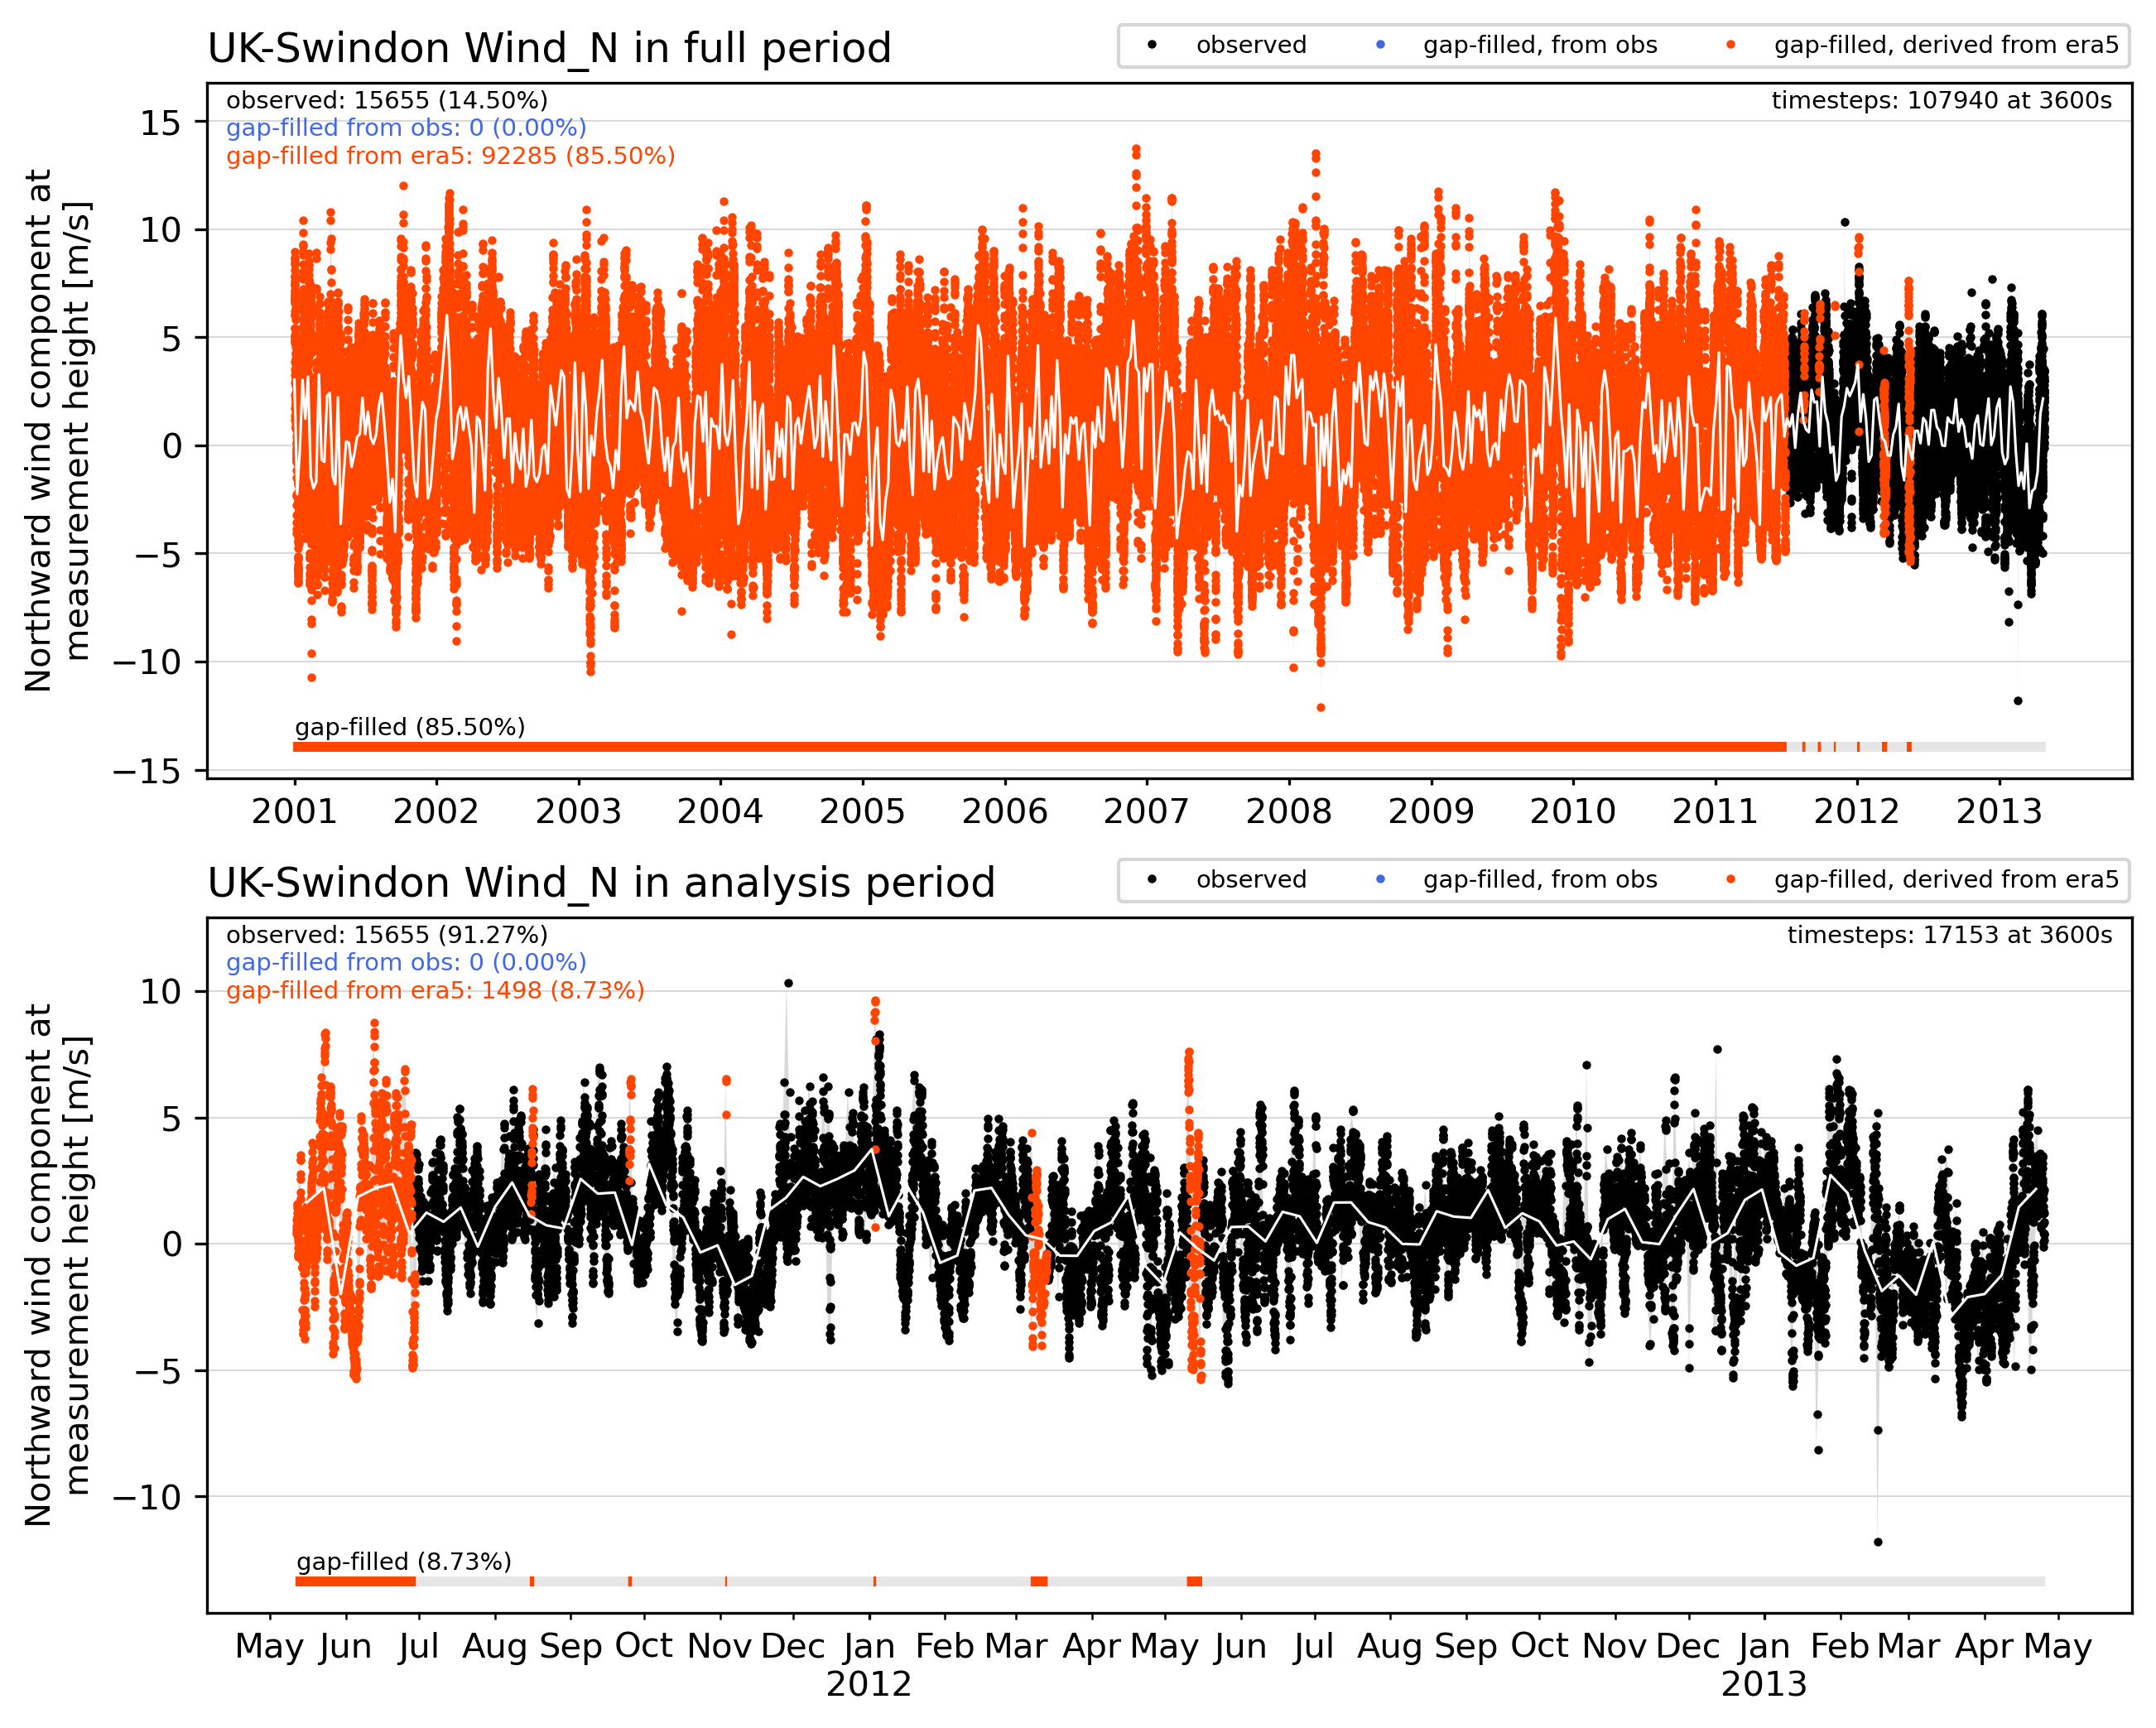 UK-Swindon Wind_N in full period
observed   gap-filled, from obs   gap-filled, derived from era5
observed: 15655 (14.50%)
gap-filled from obs: 0 (0.00%)
gap-filled from era5: 92285 (85.50%)
timesteps: 107940 at 3600s
Northward wind component at
measurement height [m/s]
15
10
5
0
−5
−10
−15
gap-filled (85.50%)
2001 2002 2003 2004 2005 2006 2007 2008 2009 2010 2011 2012 2013
UK-Swindon Wind_N in analysis period
observed   gap-filled, from obs   gap-filled, derived from era5
observed: 15655 (91.27%)
gap-filled from obs: 0 (0.00%)
gap-filled from era5: 1498 (8.73%)
timesteps: 17153 at 3600s
Northward wind component at
measurement height [m/s]
10
5
0
−5
−10
gap-filled (8.73%)
May Jun Jul Aug Sep Oct Nov Dec Jan Feb Mar Apr May Jun Jul Aug Sep Oct Nov Dec Jan Feb Mar Apr May
2012 2013